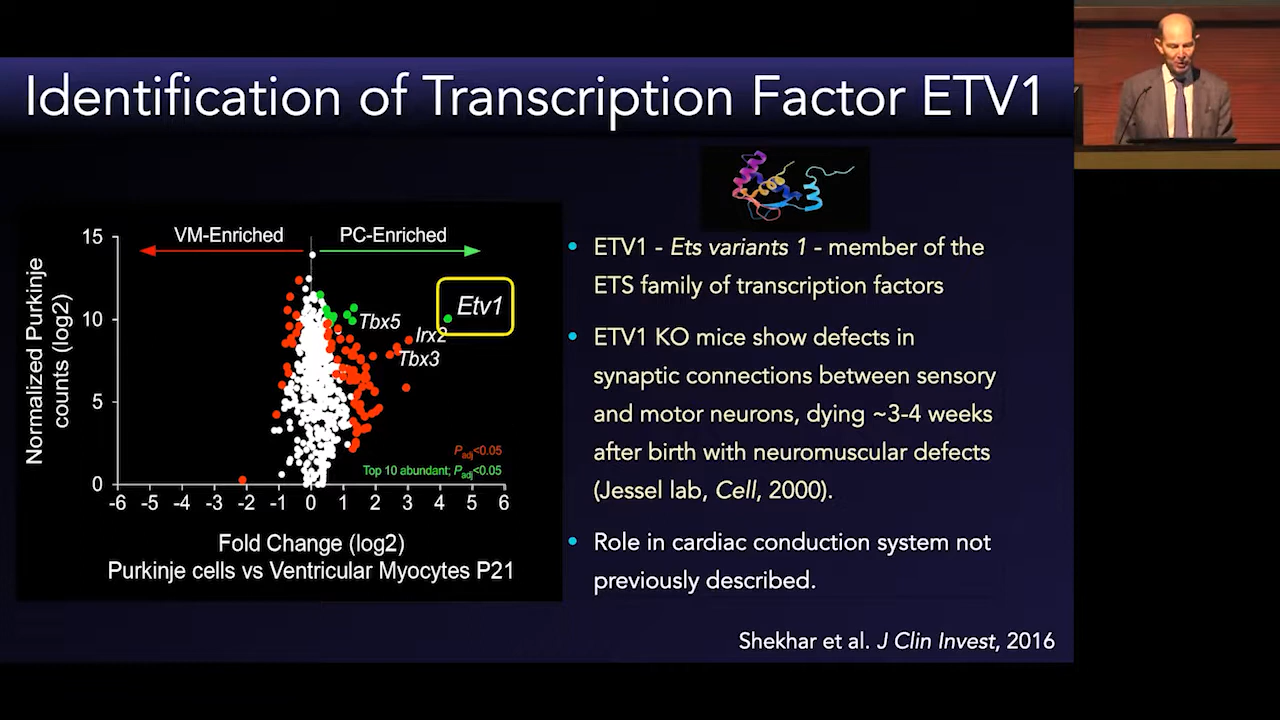 Identification of Transcription Factor ETV1
VM-Enriched
PC-Enriched
Normalized Purkinje
counts (log2)
15
10
5
0
Etv1
Tbx5
Irx2
Tbx3
Padj<0.05
Top 10 abundant; Padj<0.05
-6 -5 -4 -3 -2 -1 0 1 2 3 4 5 6
Fold Change (log2)
Purkinje cells vs Ventricular Myocytes P21
• ETV1 - Ets variants 1 - member of the
ETS family of transcription factors
• ETV1 KO mice show defects in
synaptic connections between sensory
and motor neurons, dying ~3-4 weeks
after birth with neuromuscular defects
(Jessel lab, Cell, 2000).
• Role in cardiac conduction system not
previously described.
Shekhar et al. J Clin Invest, 2016